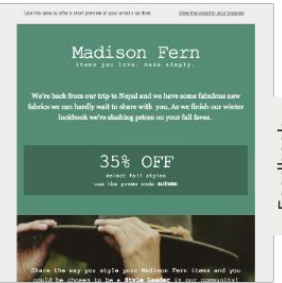 Use this area to offer a short preview of your email's content.
View this email in your browser
Madison Fern
items you love. made simply.
We're back from our trip to Nepal and we have some fabulous new
fabrics we can hardly wait to share with you. As we finish our winter
lookbook we're slashing prices on your fall faves.
35% OFF
select fall styles
use the promo code autumn
Share the way you style your Madison Fern items and you
could be chosen to be a Style Leader in our community!